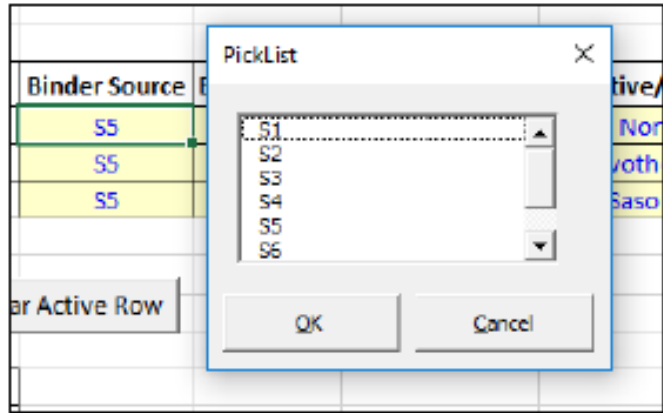 PickList
Binder Source
tive/
S5
Nor
S5
voth
S5
Saso
S1
S2
S3
S4
S5
S6
ar Active Row
OK
Cancel